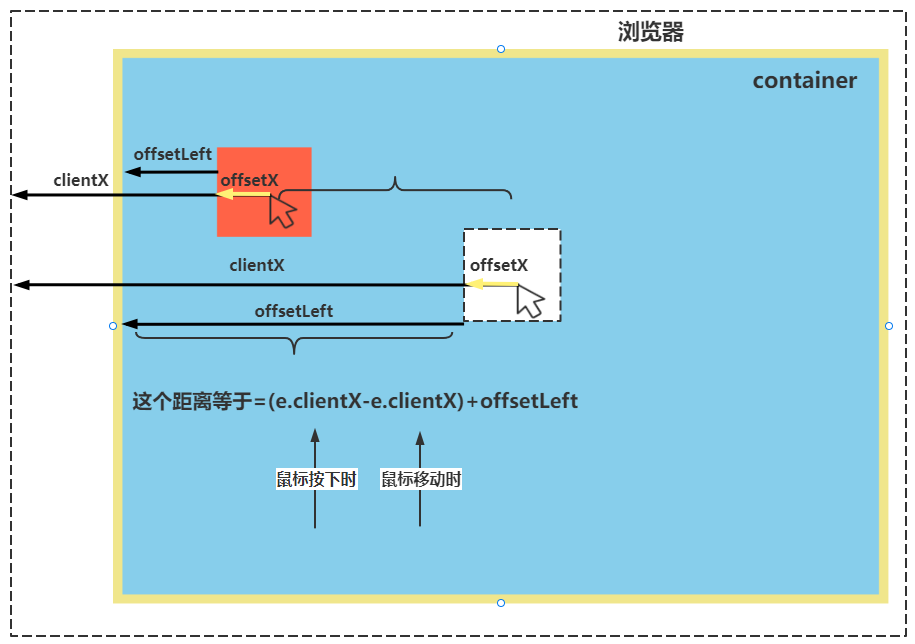 浏览器
container
offsetLeft
clientX
offsetX
clientX
offsetX
offsetLeft
这个距离等于=(e.clientX-e.clientX)+offsetLeft
鼠标按下时
鼠标移动时